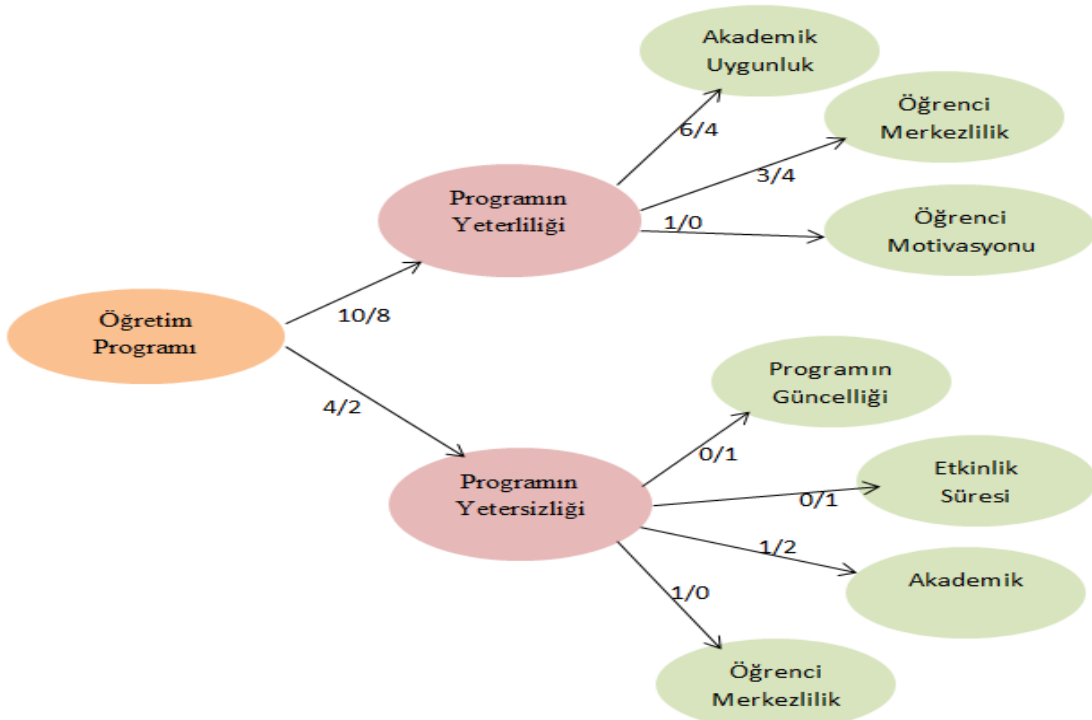 Akademik
Uygunluk
6/4
Öğrenci
Merkezlilik
3/4
Programın
Yeterliliği
1/0
Öğrenci
Motivasyonu
10/8
Öğretim
Programı
4/2
Programın
Güncelliği
0/1
Programın
Yetersizliği
Etkinlik
Süresi
0/1
1/2
Akademik
1/0
Öğrenci
Merkezlilik